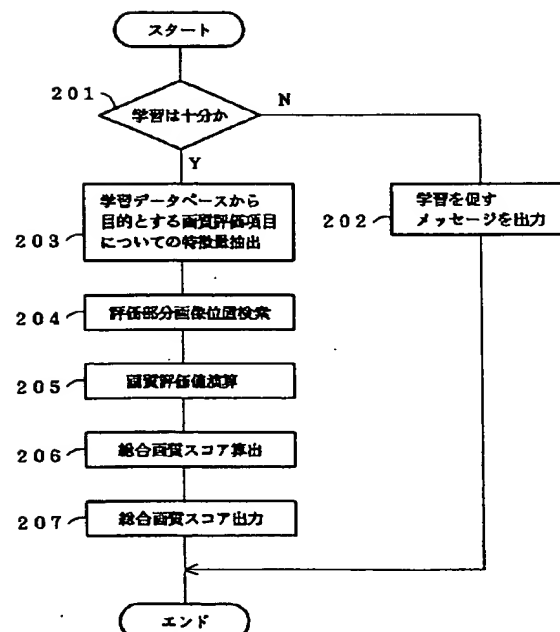 スタート
201
学習は十分か
N
Y
学習データベースから
目的とする画質評価項目
についての特徴量抽出
203
学習を促す
メッセージを出力
202
評価部分画像位置検索
204
画質評価値演算
205
総合画質スコア算出
206
総合画質スコア出力
207
エンド